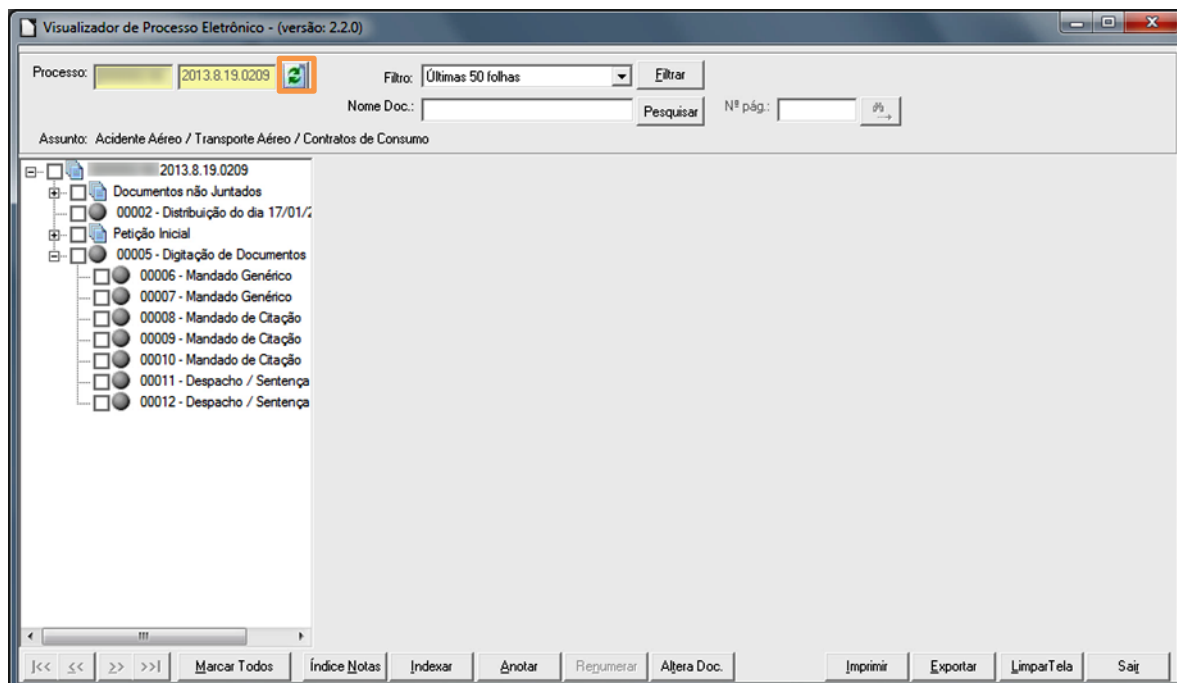 Visualizador de Processo Eletrônico - (versão: 2.2.0)
Processo: 2013.8.19.0209 Filtro: Últimas 50 folhas Filtrar
Nome Doc.: Pesquisar Nª pág.:
Assunto: Acidente Aéreo / Transporte Aéreo / Contratos de Consumo
2013.8.19.0209
Documentos não Juntados
00002 - Distribuição do dia 17/01/2
Petição Inicial
00005 - Digitação de Documentos
00006 - Mandado Genérico
00007 - Mandado Genérico
00008 - Mandado de Citação
00009 - Mandado de Citação
00010 - Mandado de Citação
00011 - Despacho / Sentença
00012 - Despacho / Sentença
|<< << >> >>| Marcar Todos Índice Notas Indexar Anotar Renumerar Altera Doc. Imprimir Exportar LimparTela Sair